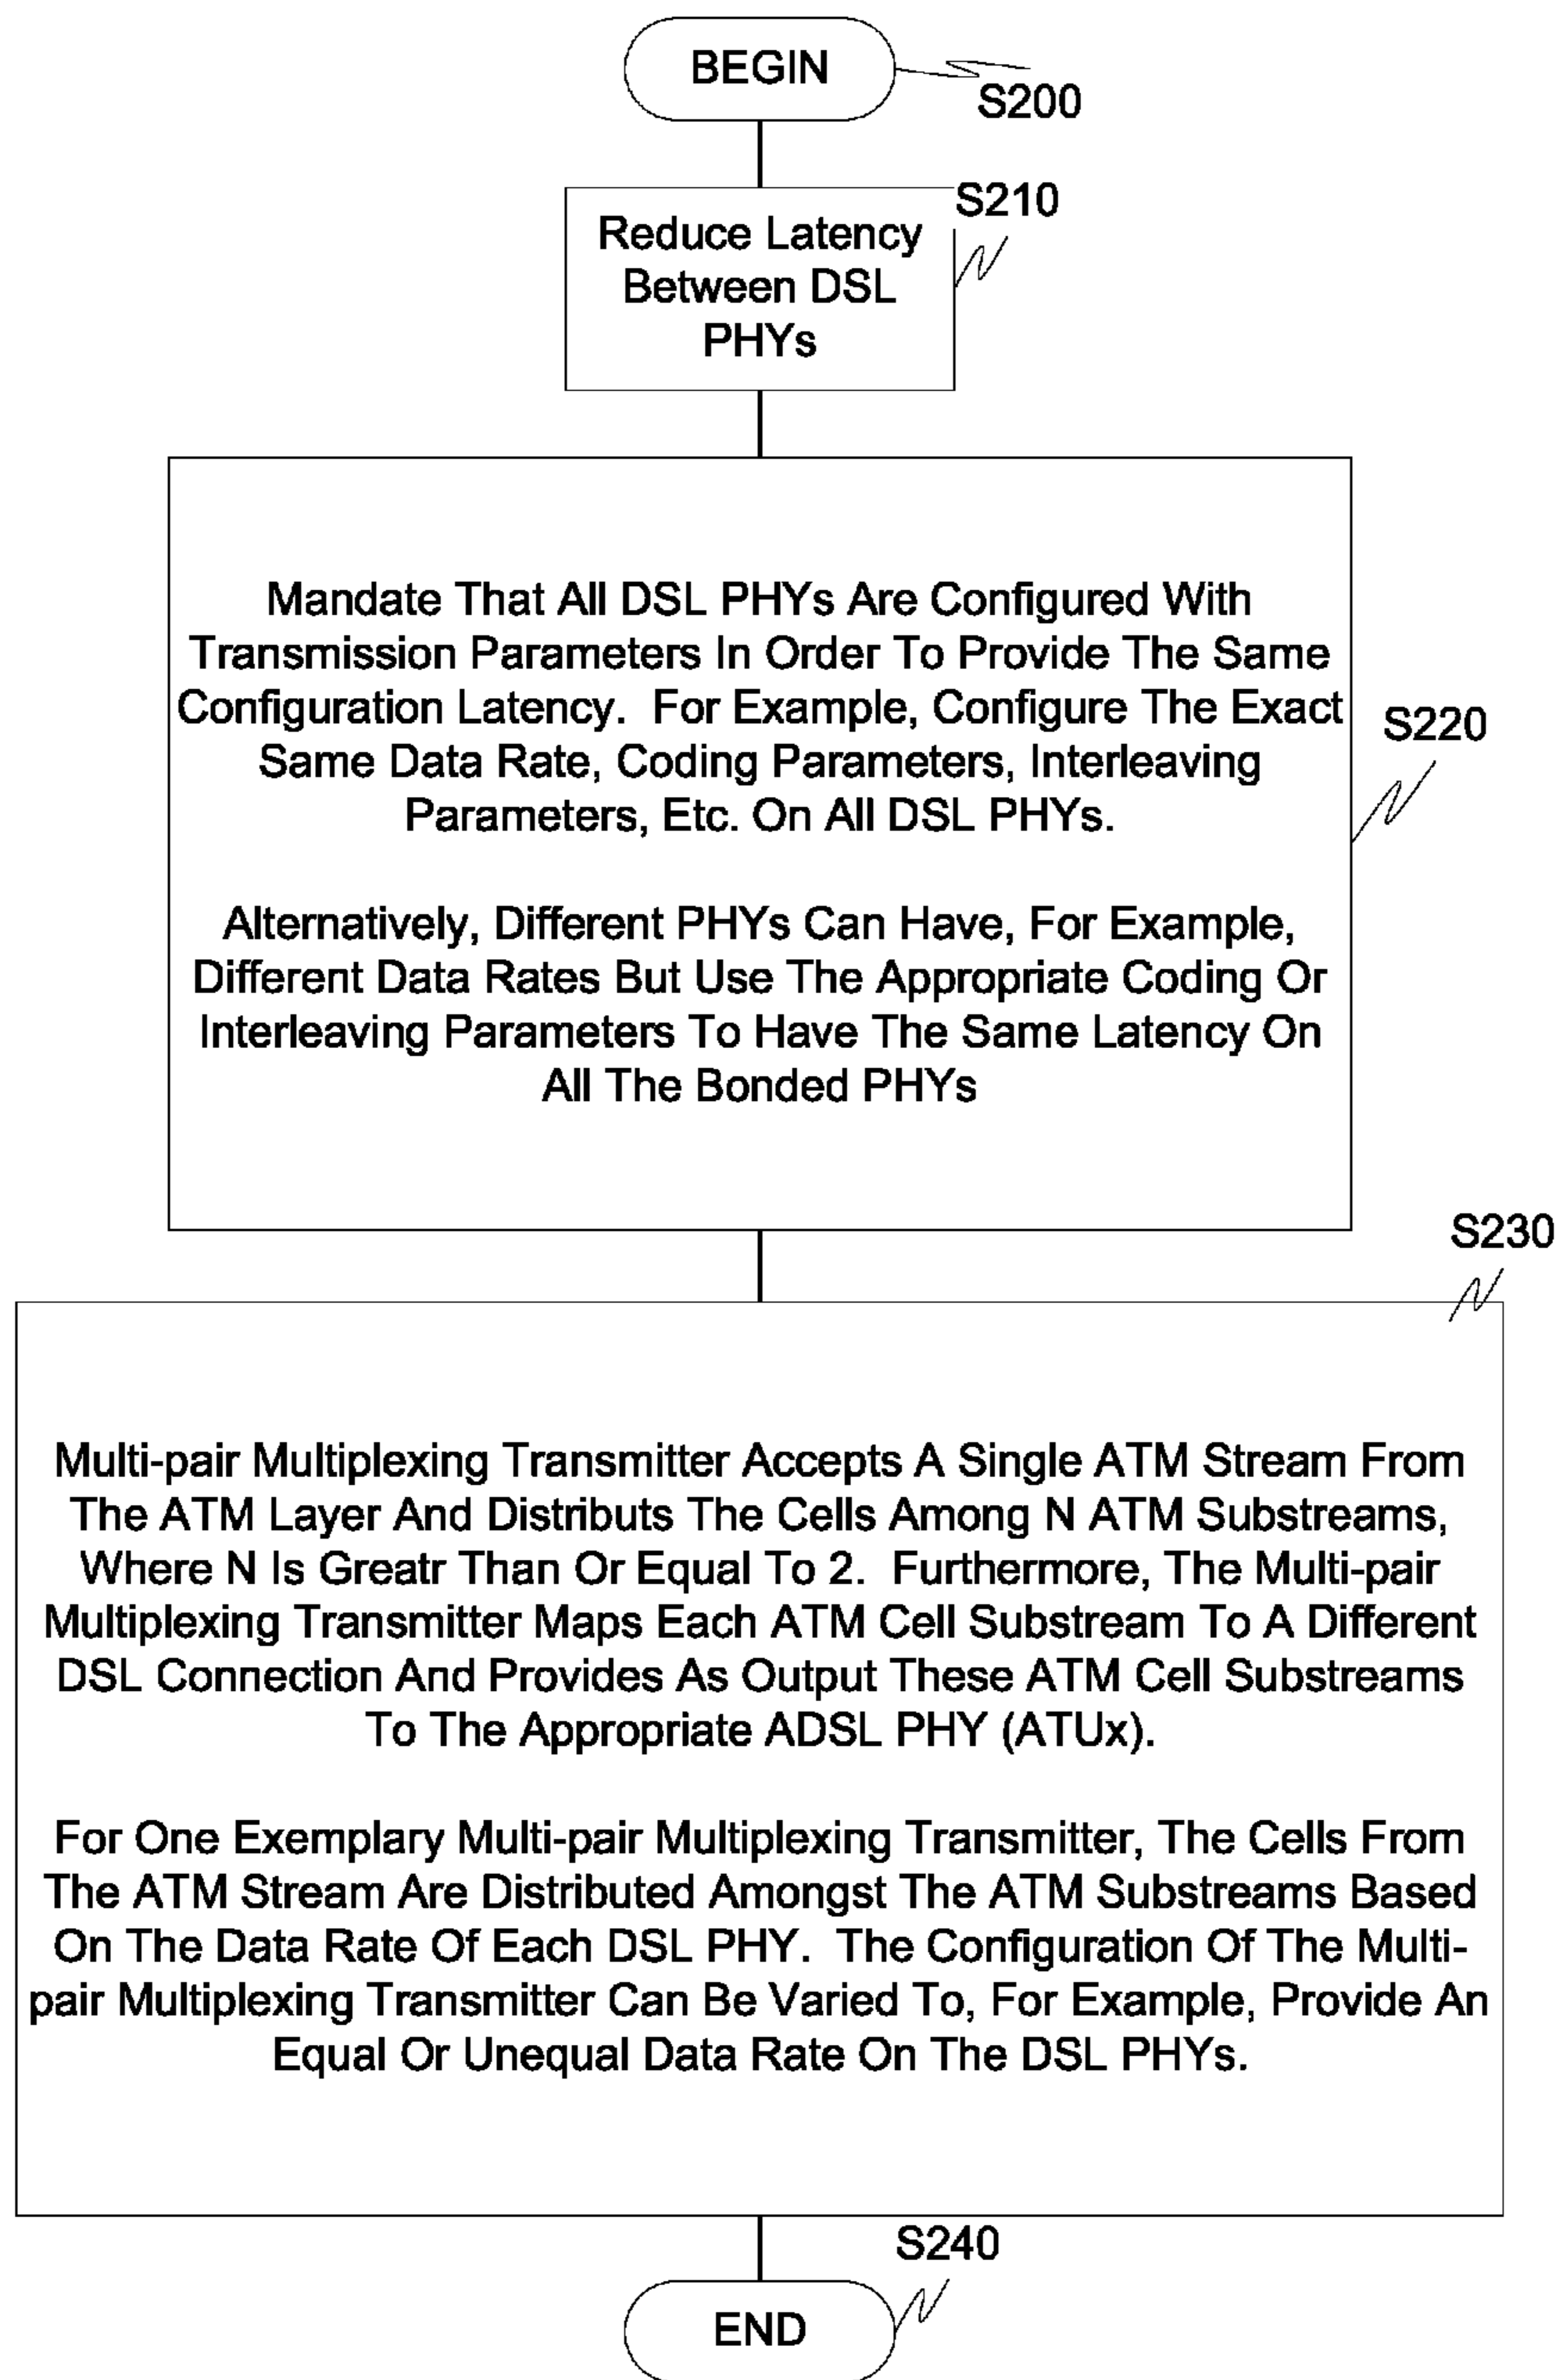 BEGIN
S200
S210
Reduce Latency
Between DSL
PHYs
Mandate That All DSL PHYs Are Configured With
Transmission Parameters In Order To Provide The Same
Configuration Latency. For Example, Configure The Exact
Same Data Rate, Coding Parameters, Interleaving
Parameters, Etc. On All DSL PHYs.
S220
Alternatively, Different PHYs Can Have, For Example,
Different Data Rates But Use The Appropriate Coding Or
Interleaving Parameters To Have The Same Latency On
All The Bonded PHYs
S230
Multi-pair Multiplexing Transmitter Accepts A Single ATM Stream From
The ATM Layer And Distributs The Cells Among N ATM Substreams,
Where N Is Greatr Than Or Equal To 2. Furthermore, The Multi-pair
Multiplexing Transmitter Maps Each ATM Cell Substream To A Different
DSL Connection And Provides As Output These ATM Cell Substreams
To The Appropriate ADSL PHY (ATUx).
For One Exemplary Multi-pair Multiplexing Transmitter, The Cells From
The ATM Stream Are Distributed Amongst The ATM Substreams Based
On The Data Rate Of Each DSL PHY. The Configuration Of The Multi-
pair Multiplexing Transmitter Can Be Varied To, For Example, Provide An
Equal Or Unequal Data Rate On The DSL PHYs.
S240
END